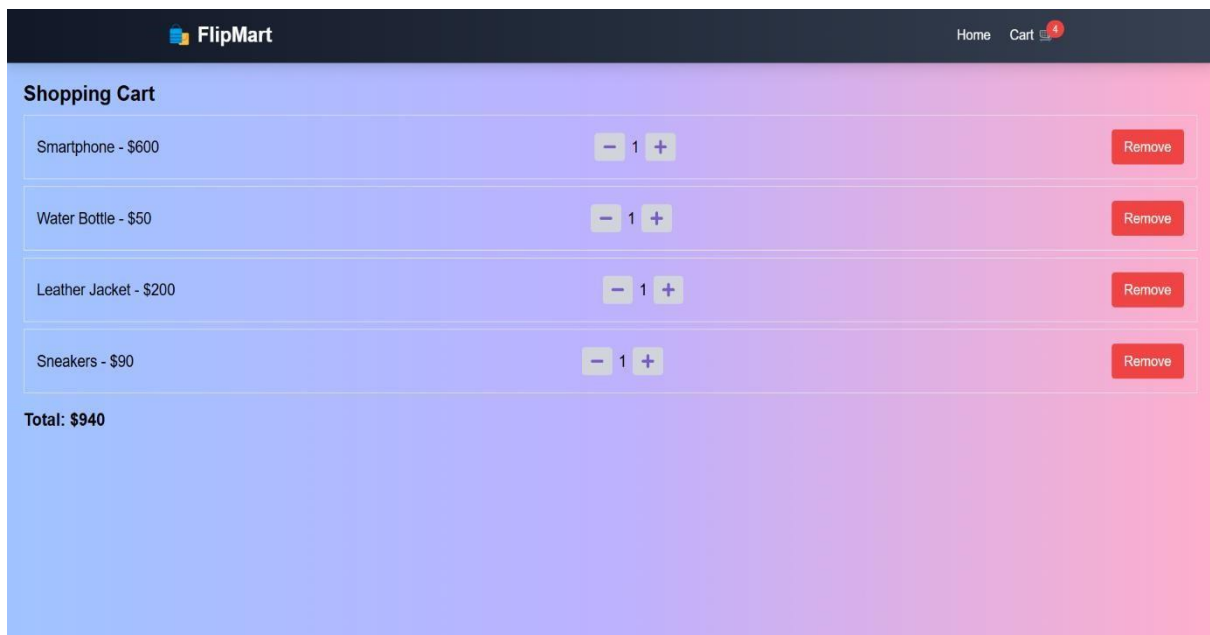 FlipMart
Home Cart 4
Shopping Cart
Smartphone - $600 − 1 + Remove
Water Bottle - $50 − 1 + Remove
Leather Jacket - $200 − 1 + Remove
Sneakers - $90 − 1 + Remove
Total: $940